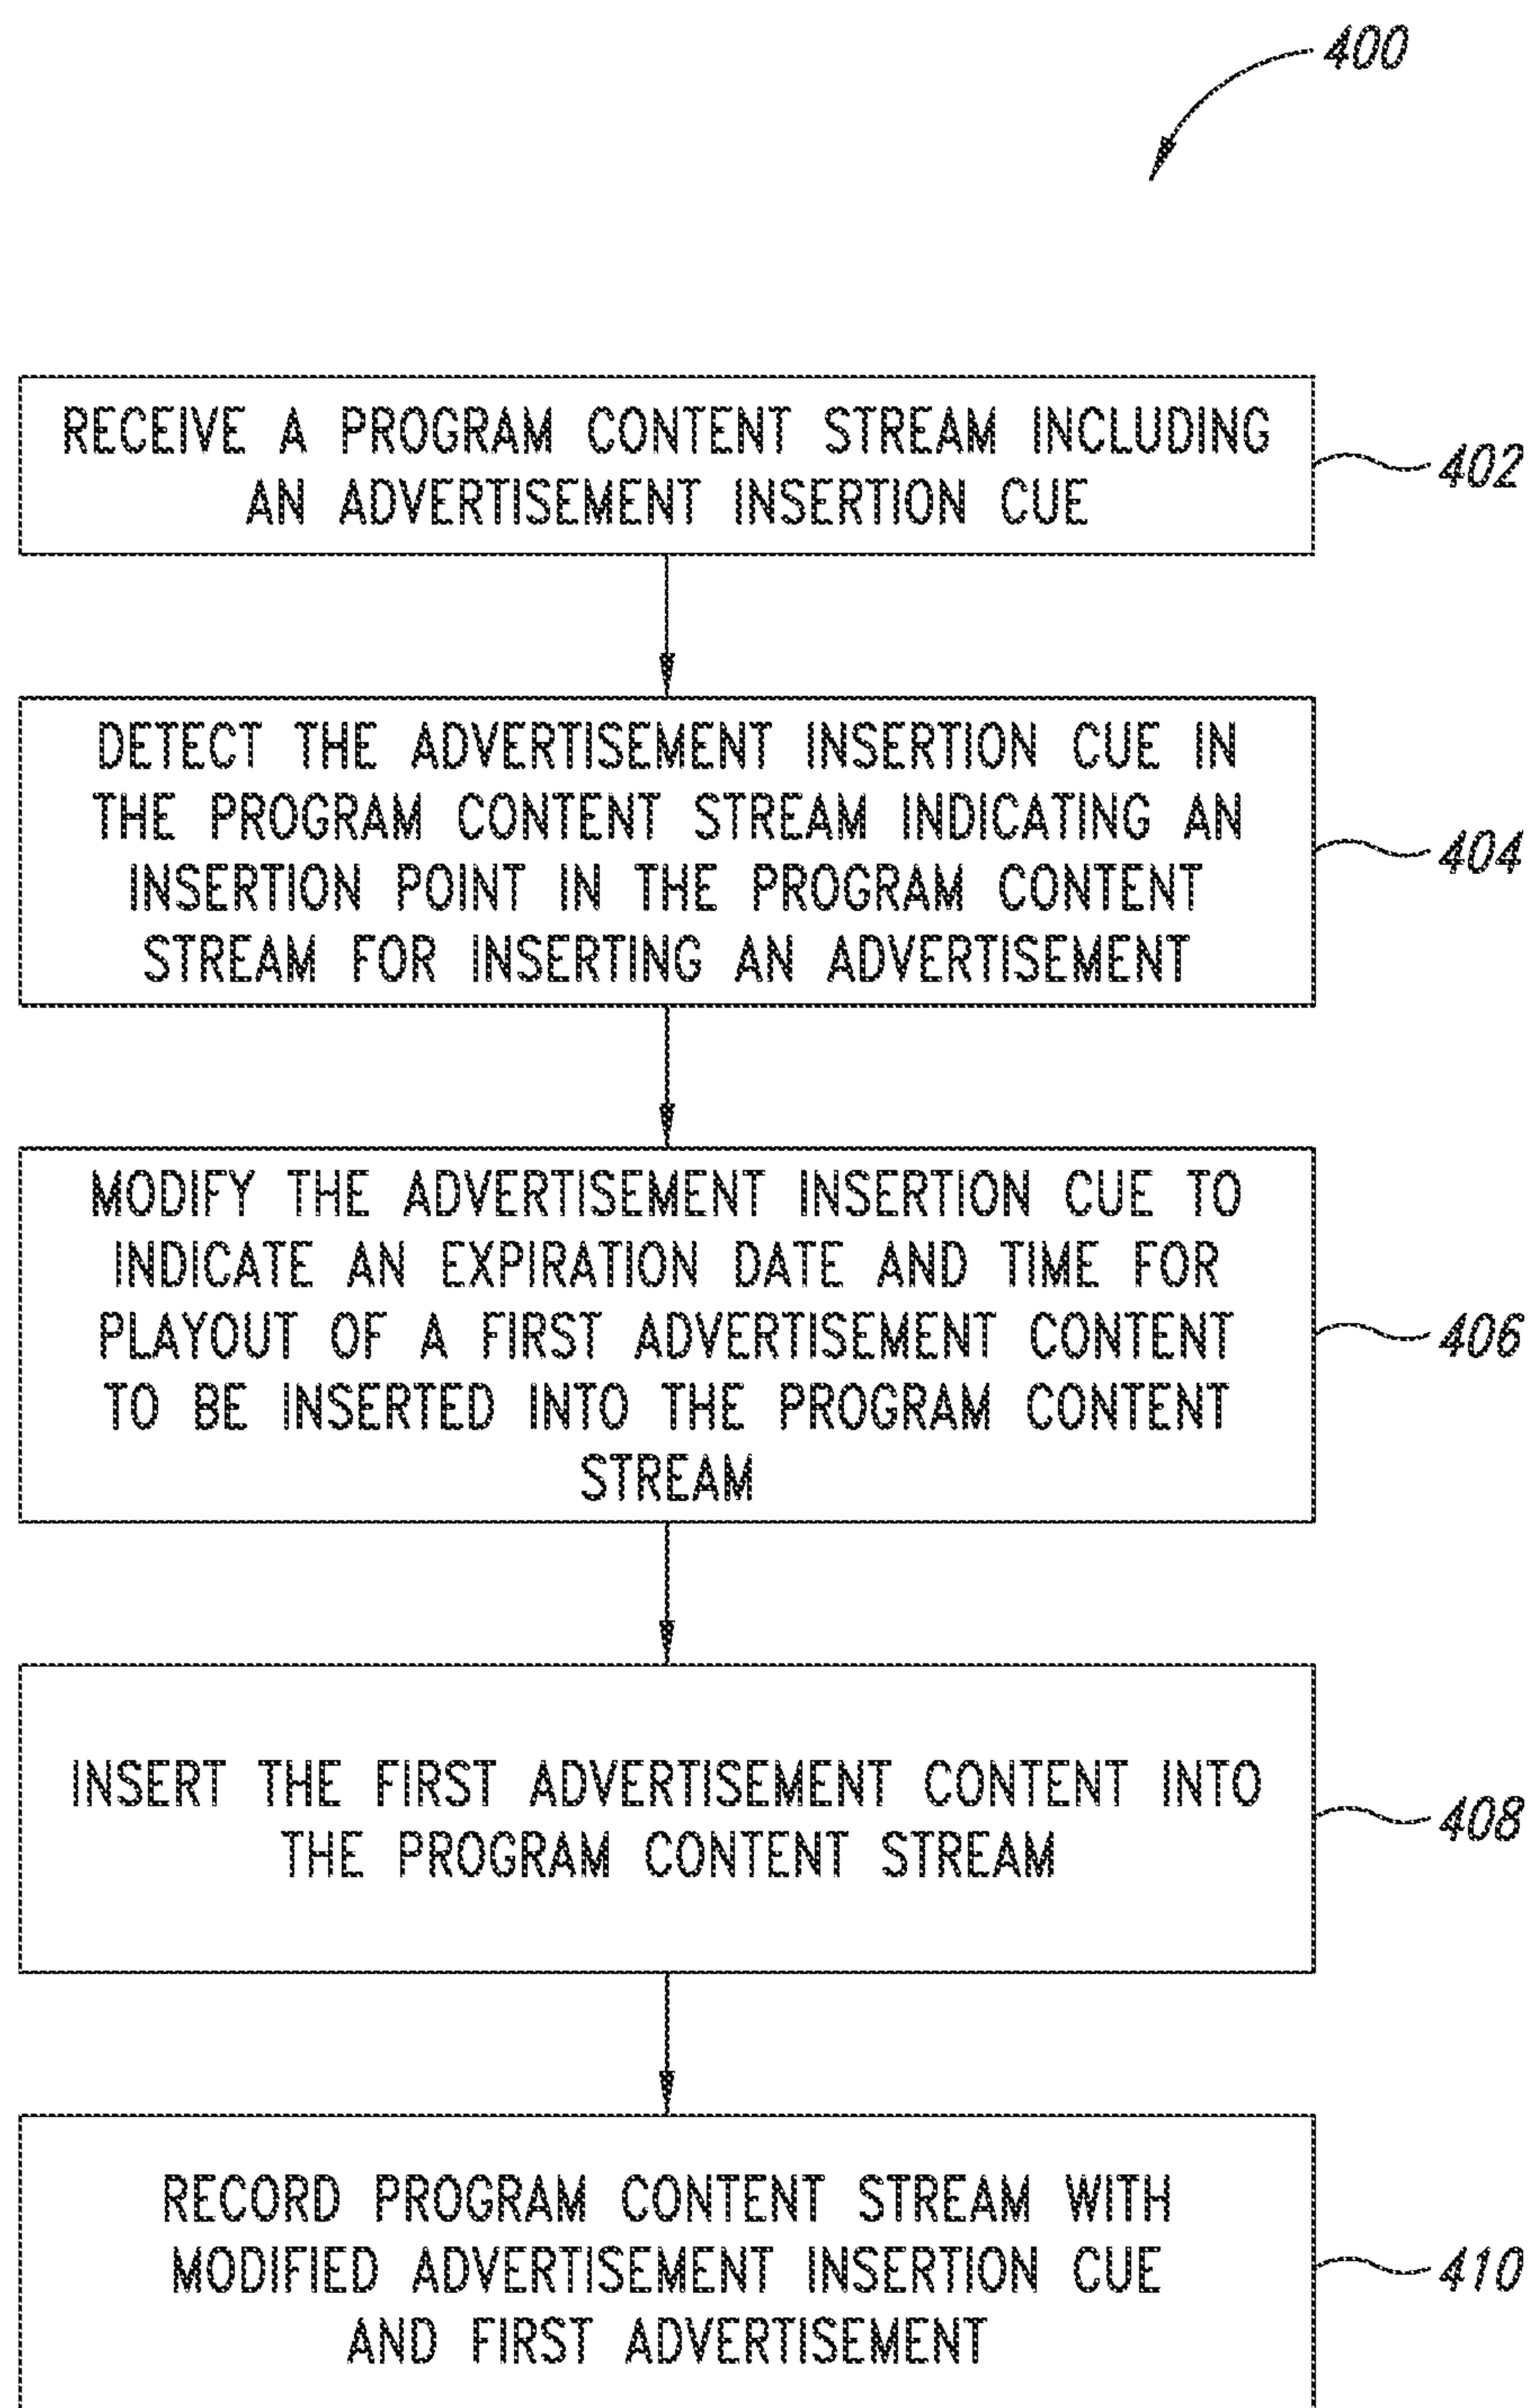 400
RECEIVE A PROGRAM CONTENT STREAM INCLUDING
AN ADVERTISEMENT INSERTION CUE
402
DETECT THE ADVERTISEMENT INSERTION CUE IN
THE PROGRAM CONTENT STREAM INDICATING AN
INSERTION POINT IN THE PROGRAM CONTENT
STREAM FOR INSERTING AN ADVERTISEMENT
404
MODIFY THE ADVERTISEMENT INSERTION CUE TO
INDICATE AN EXPIRATION DATE AND TIME FOR
PLAYOUT OF A FIRST ADVERTISEMENT CONTENT
TO BE INSERTED INTO THE PROGRAM CONTENT
STREAM
406
INSERT THE FIRST ADVERTISEMENT CONTENT INTO
THE PROGRAM CONTENT STREAM
408
RECORD PROGRAM CONTENT STREAM WITH
MODIFIED ADVERTISEMENT INSERTION CUE
AND FIRST ADVERTISEMENT
410